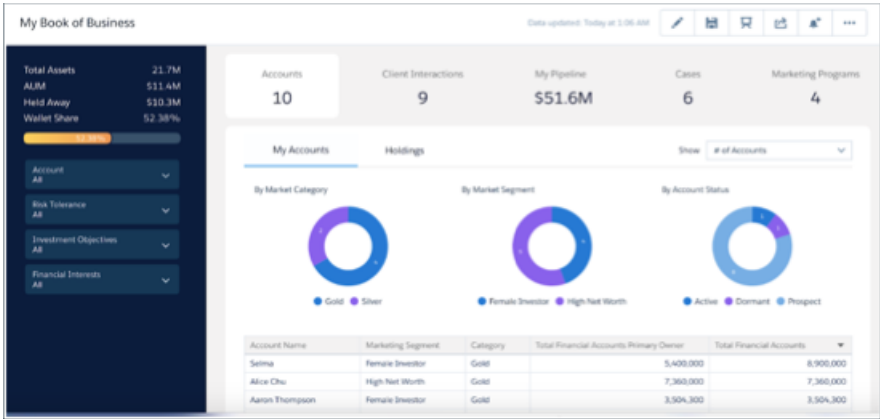 My Book of Business
Data updated: Today at 1:06 AM
Total Assets 21.7M
AUM $11.4M
Held Away $10.3M
Wallet Share 52.38%
52.38%
Account
All
Risk Tolerance
All
Investment Objectives
All
Financial Interests
All
Accounts
10
Client Interactions
9
My Pipeline
$51.6M
Cases
6
Marketing Programs
4
My Accounts Holdings Show # of Accounts
By Market Category
Gold Silver
By Market Segment
Female Investor High Net Worth
By Account Status
Active Dormant Prospect
Account Name Marketing Segment Category Total Financial Accounts Primary Owner Total Financial Accounts
Selma Female Investor Gold 5,400,000 8,900,000
Alice Chu High Net Worth Gold 7,360,000 7,360,000
Aaron Thompson Female Investor Gold 3,504,300 3,504,300